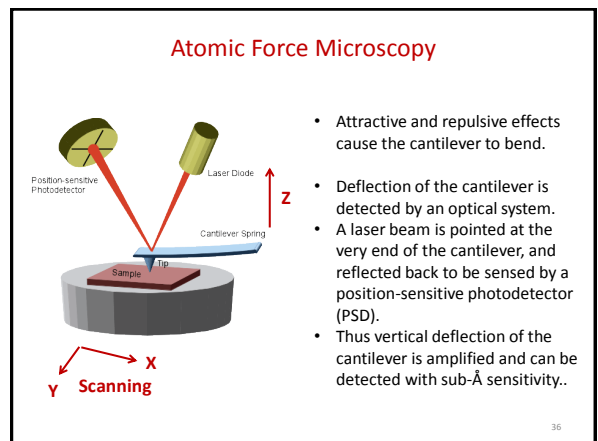 Atomic Force Microscopy
Position-sensitive
Photodetector
Laser Diode
Z
Cantilever Spring
Tip
Sample
X
Y
Scanning
• Attractive and repulsive effects
cause the cantilever to bend.
• Deflection of the cantilever is
detected by an optical system.
• A laser beam is pointed at the
very end of the cantilever, and
reflected back to be sensed by a
position-sensitive photodetector
(PSD).
• Thus vertical deflection of the
cantilever is amplified and can be
detected with sub-Å sensitivity..
36